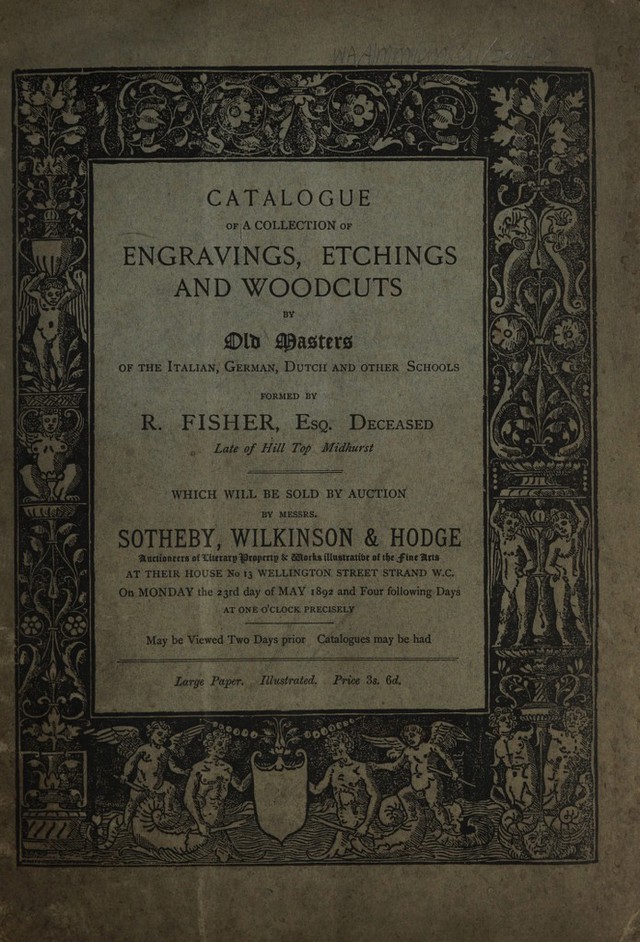 CATALOGUE
OF A COLLECTION OF
ENGRAVINGS, ETCHINGS
AND WOODCUTS
BY
Old Masters
OF THE ITALIAN, GERMAN, DUTCH AND OTHER SCHOOLS
FORMED BY
R. FISHER, ESQ. DECEASED
Late of Hill Top Midhurst
WHICH WILL BE SOLD BY AUCTION
BY MESSRS.
SOTHEBY, WILKINSON & HODGE
Auctioneers of Literary Property & Works illustrative of the Fine Arts
AT THEIR HOUSE No 13 WELLINGTON STREET STRAND W.C.
On MONDAY the 23rd day of MAY 1892 and Four following Days
AT ONE O'CLOCK PRECISELY
May be Viewed Two Days prior Catalogues may be had
Large Paper. Illustrated. Price 3s. 6d.